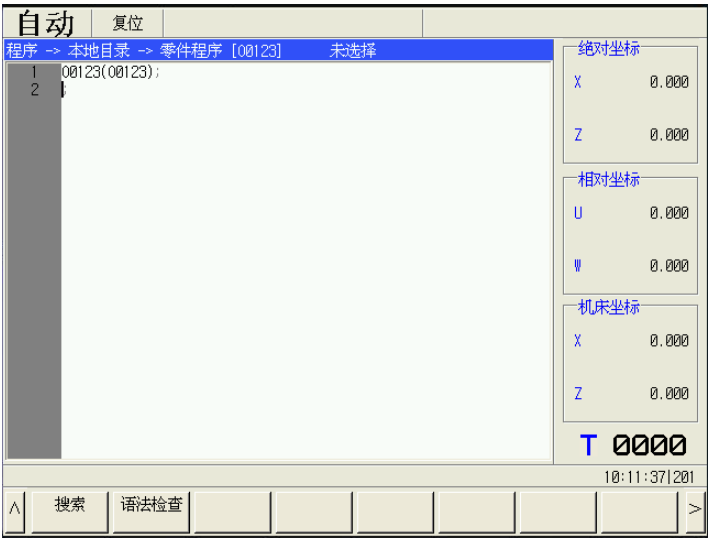 自动 复位
程序 -> 本地目录 -> 零件程序 [O0123] 未选择
1 O0123(O0123);
2 ;
绝对坐标
X 0.000
Z 0.000
相对坐标
U 0.000
W 0.000
机床坐标
X 0.000
Z 0.000
T 0000
10:11:37|201
∧ 搜索 语法检查 >